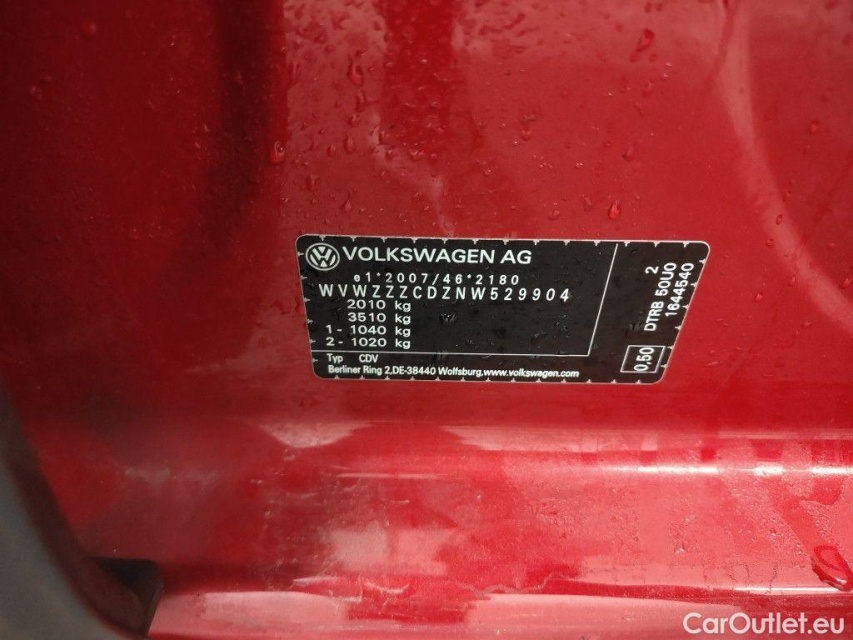 VOLKSWAGEN AG
e1*2007/46*2180
WVWZZZCDZNW529904
2010 kg
3510 kg
1- 1040 kg
2- 1020 kg
Typ CDV
Berliner Ring 2,DE-38440 Wolfsburg,www.volkswagen.com
2
DTRB 50U0
1644540
0,50
CarOutlet.eu